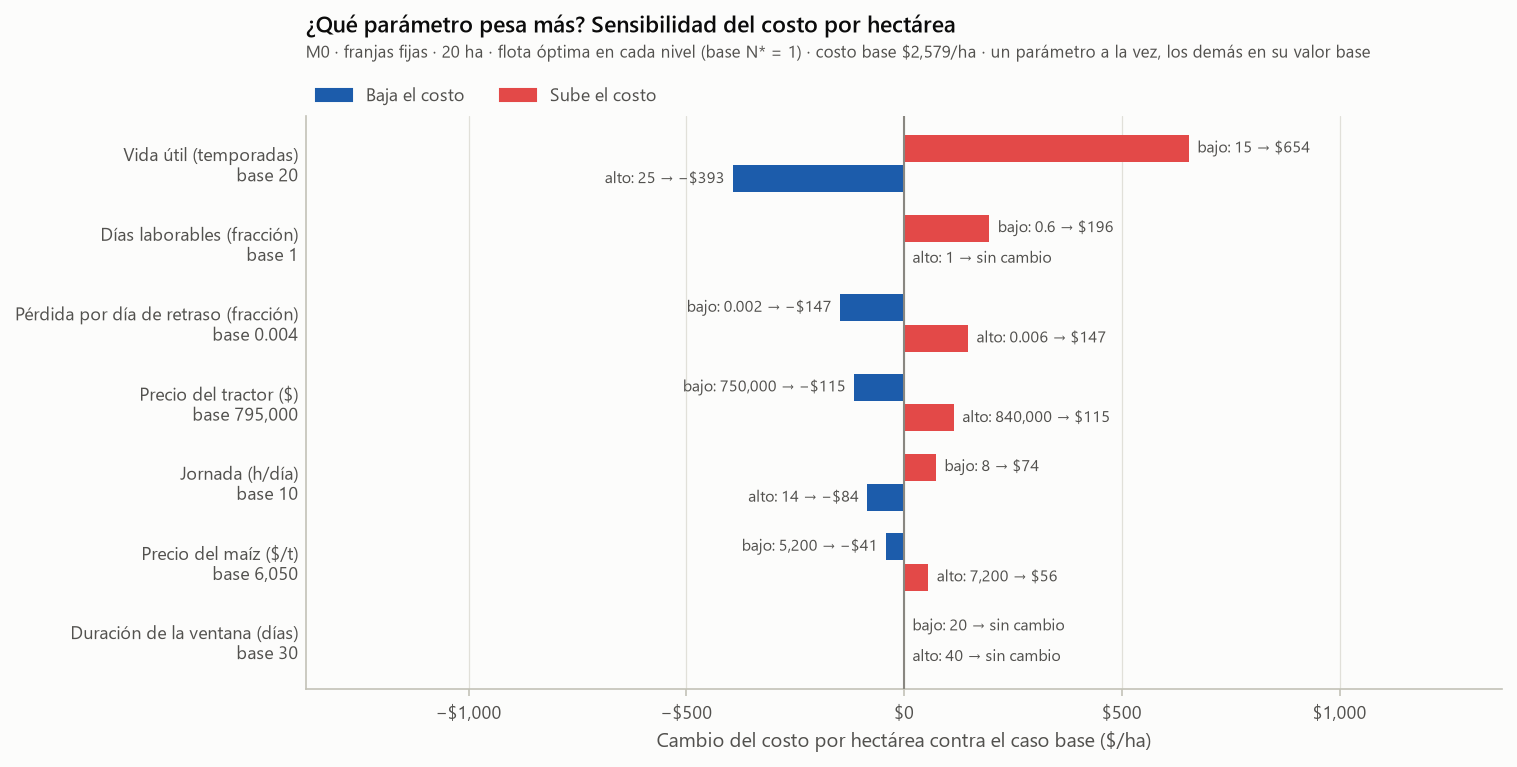 ¿Qué parámetro pesa más? Sensibilidad del costo por hectárea
M0 · franjas fijas · 20 ha · flota óptima en cada nivel (base N* = 1) · costo base $2,579/ha · un parámetro a la vez, los demás en su valor base
Baja el costo
Sube el costo
Vida útil (temporadas)
base 20
bajo: 15 → $654
alto: 25 → −$393
Días laborables (fracción)
base 1
bajo: 0.6 → $196
alto: 1 → sin cambio
Pérdida por día de retraso (fracción)
base 0.004
bajo: 0.002 → −$147
alto: 0.006 → $147
Precio del tractor ($)
base 795,000
bajo: 750,000 → −$115
alto: 840,000 → $115
Jornada (h/día)
base 10
bajo: 8 → $74
alto: 14 → −$84
Precio del maíz ($/t)
base 6,050
bajo: 5,200 → −$41
alto: 7,200 → $56
Duración de la ventana (días)
base 30
bajo: 20 → sin cambio
alto: 40 → sin cambio
−$1,000
−$500
$0
$500
$1,000
Cambio del costo por hectárea contra el caso base ($/ha)